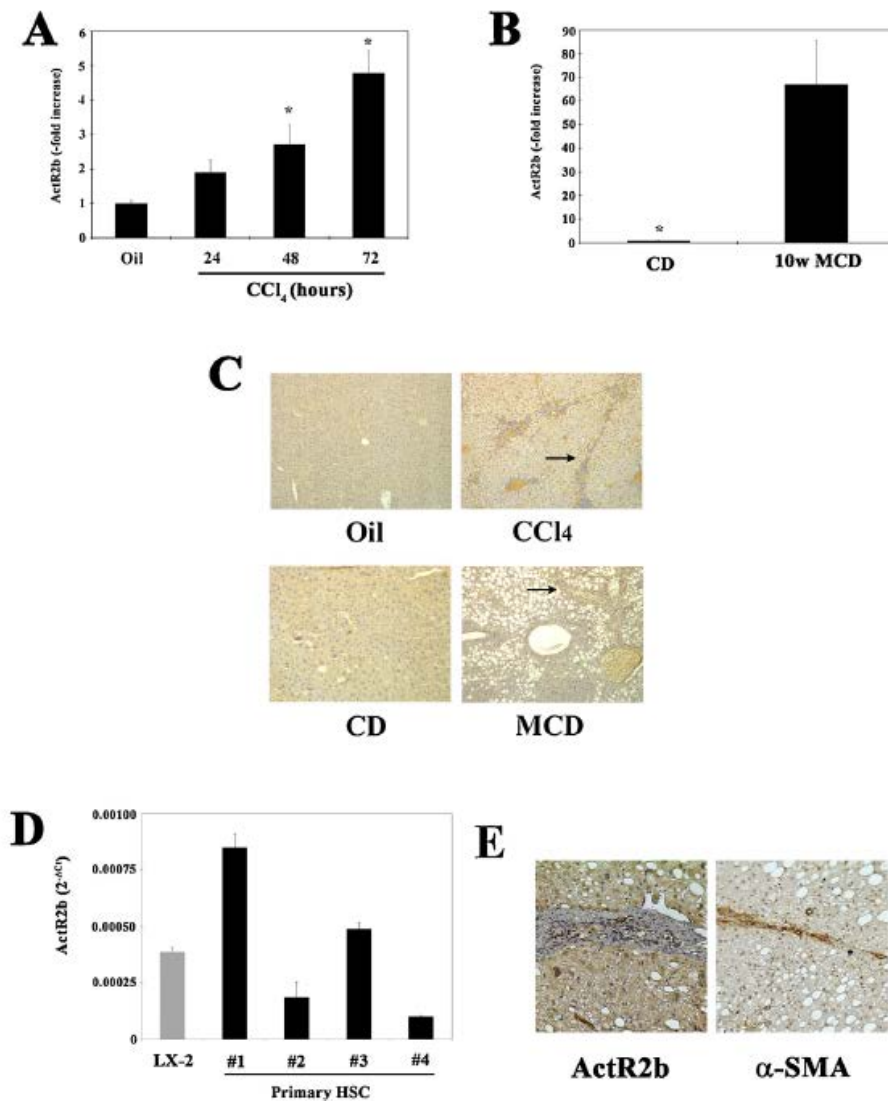 A
ActR2b (-fold increase)
6
5
4
3
2
1
0
*
*
Oil
24
48
72
CCl4 (hours)
B
ActR2b (-fold increase)
90
80
70
60
50
40
30
20
10
0
*
CD
10w MCD
C
Oil
CCl4
CD
MCD
D
ActR2b (2-ΔCt)
0.00100
0.00075
0.00050
0.00025
0
LX-2
#1
#2
#3
#4
Primary HSC
E
ActR2b
α-SMA